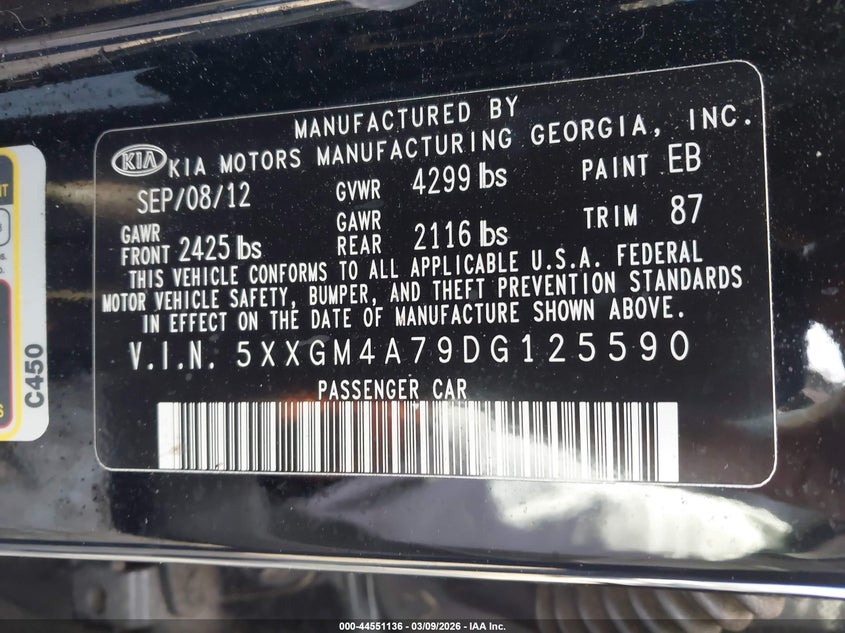 MANUFACTURED BY
KIA KIA MOTORS MANUFACTURING GEORGIA, INC.
SEP/08/12 GVWR 4299 lbs PAINT EB
GAWR FRONT 2425 lbs GAWR REAR 2116 lbs TRIM 87
THIS VEHICLE CONFORMS TO ALL APPLICABLE U.S.A. FEDERAL
MOTOR VEHICLE SAFETY, BUMPER, AND THEFT PREVENTION STANDARDS
IN EFFECT ON THE DATE OF MANUFACTURE SHOWN ABOVE.
V.I.N. 5XXGM4A79DG125590
PASSENGER CAR
C450
000-44551136 - 03/09/2026 - IAA Inc.